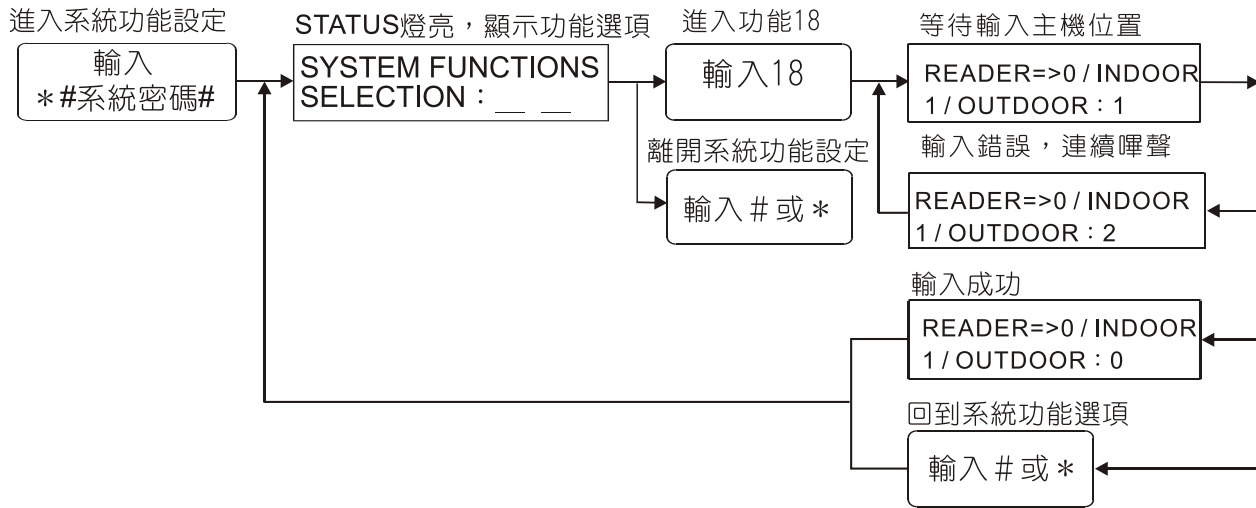 進入系統功能設定
輸入
＊#系統密碼#
STATUS燈亮，顯示功能選項
SYSTEM FUNCTIONS
SELECTION：__ __
進入功能18
輸入18
離開系統功能設定
輸入＃或＊
等待輸入主機位置
READER=>0 / INDOOR
1 / OUTDOOR：1
輸入錯誤，連續嗶聲
READER=>0 / INDOOR
1 / OUTDOOR：2
輸入成功
READER=>0 / INDOOR
1 / OUTDOOR：0
回到系統功能選項
輸入＃或＊